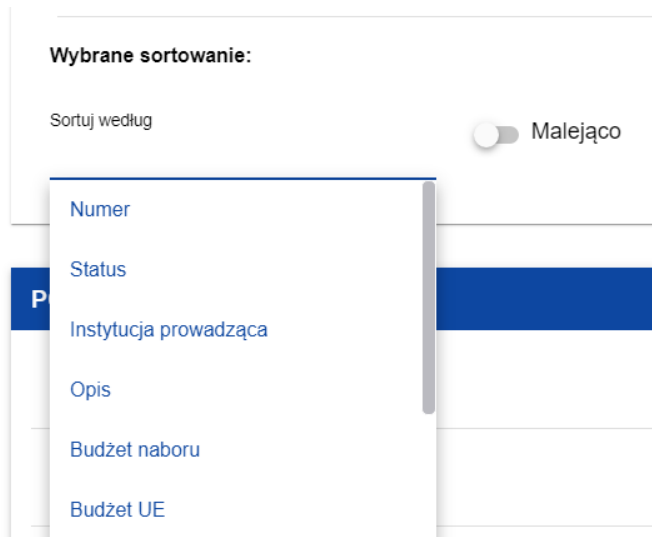 Wybrane sortowanie:
Sortuj według
Malejąco
Numer
Status
Instytucja prowadząca
Opis
Budżet naboru
Budżet UE